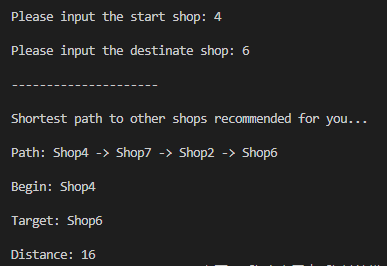 Please input the start shop: 4
Please input the destinate shop: 6
---------------------
Shortest path to other shops recommended for you...
Path: Shop4 -> Shop7 -> Shop2 -> Shop6
Begin: Shop4
Target: Shop6
Distance: 16